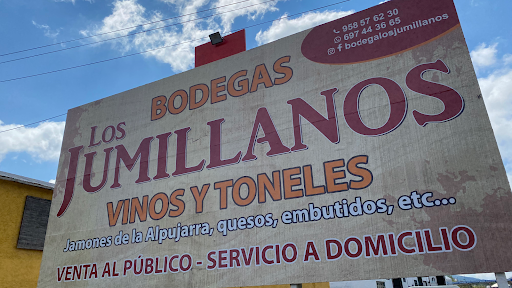 958 57 62 30
697 44 36 65
bodegalosjumillanos
BODEGAS
LOS
JUMILLANOS
VINOS Y TONELES
Jamones de la Alpujarra, quesos, embutidos, etc...
VENTA AL PÚBLICO - SERVICIO A DOMICILIO